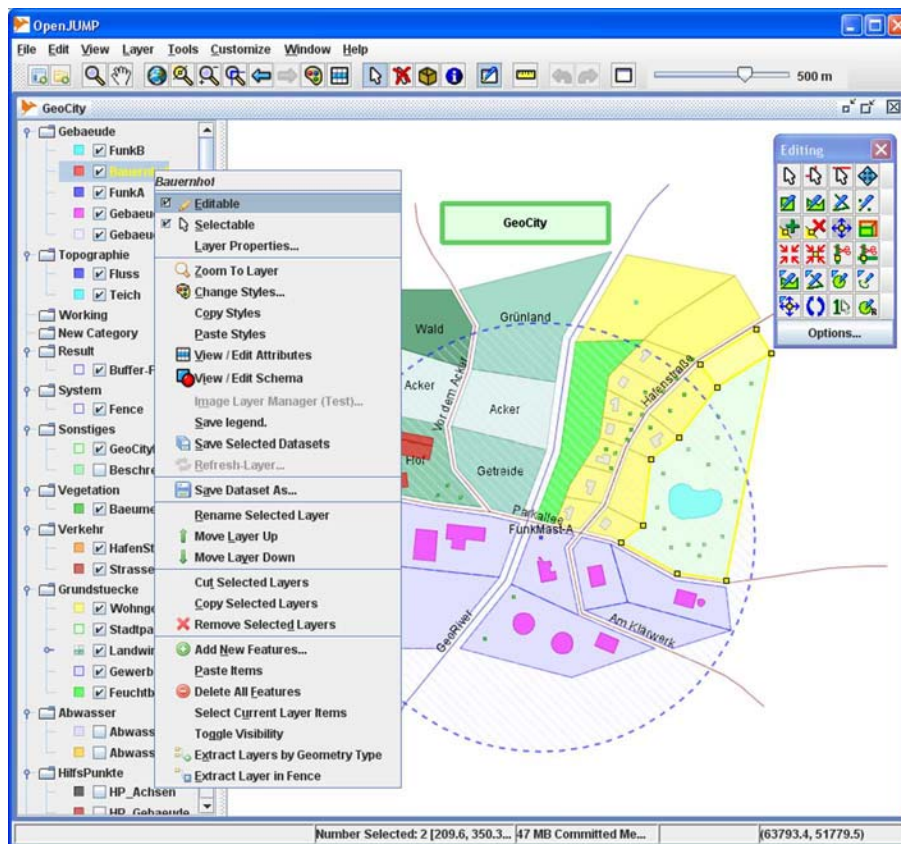 OpenJUMP
File Edit View Layer Tools Customize Window Help
500 m
GeoCity
Gebaeude
FunkB
Bauernhof
FunkA
Gebaeud
Gebaeu
Topographie
Fluss
Teich
Working
New Category
Result
Buffer-F
System
Fence
Sonstiges
GeoCity
Beschre
Vegetation
Baeume
Verkehr
HafenSt
Strasse
Grundstuecke
Wohnge
Stadtpa
Landwir
Gewerb
Feuchtb
Abwasser
Abwass
Abwass
HilfsPunkte
HP_Achsen
HP_Gebaeude
Bauernhof
Editable
Selectable
Layer Properties...
Zoom To Layer
Change Styles...
Copy Styles
Paste Styles
View / Edit Attributes
View / Edit Schema
Image Layer Manager (Test)...
Save legend.
Save Selected Datasets
Refresh-Layer...
Save Dataset As...
Rename Selected Layer
Move Layer Up
Move Layer Down
Cut Selected Layers
Copy Selected Layers
Remove Selected Layers
Add New Features...
Paste Items
Delete All Features
Select Current Layer Items
Toggle Visibility
Extract Layers by Geometry Type
Extract Layer in Fence
GeoCity
Wald
Grünland
Acker
Vor dem Acker
Acker
Hof
Getreide
Hafenstraße
Parkallee
FunkMast-A
GeoRiver
Am Klärwerk
Editing
Options...
Number Selected: 2 [209.6, 350.3...
47 MB Committed Me...
(63793.4, 51779.5)